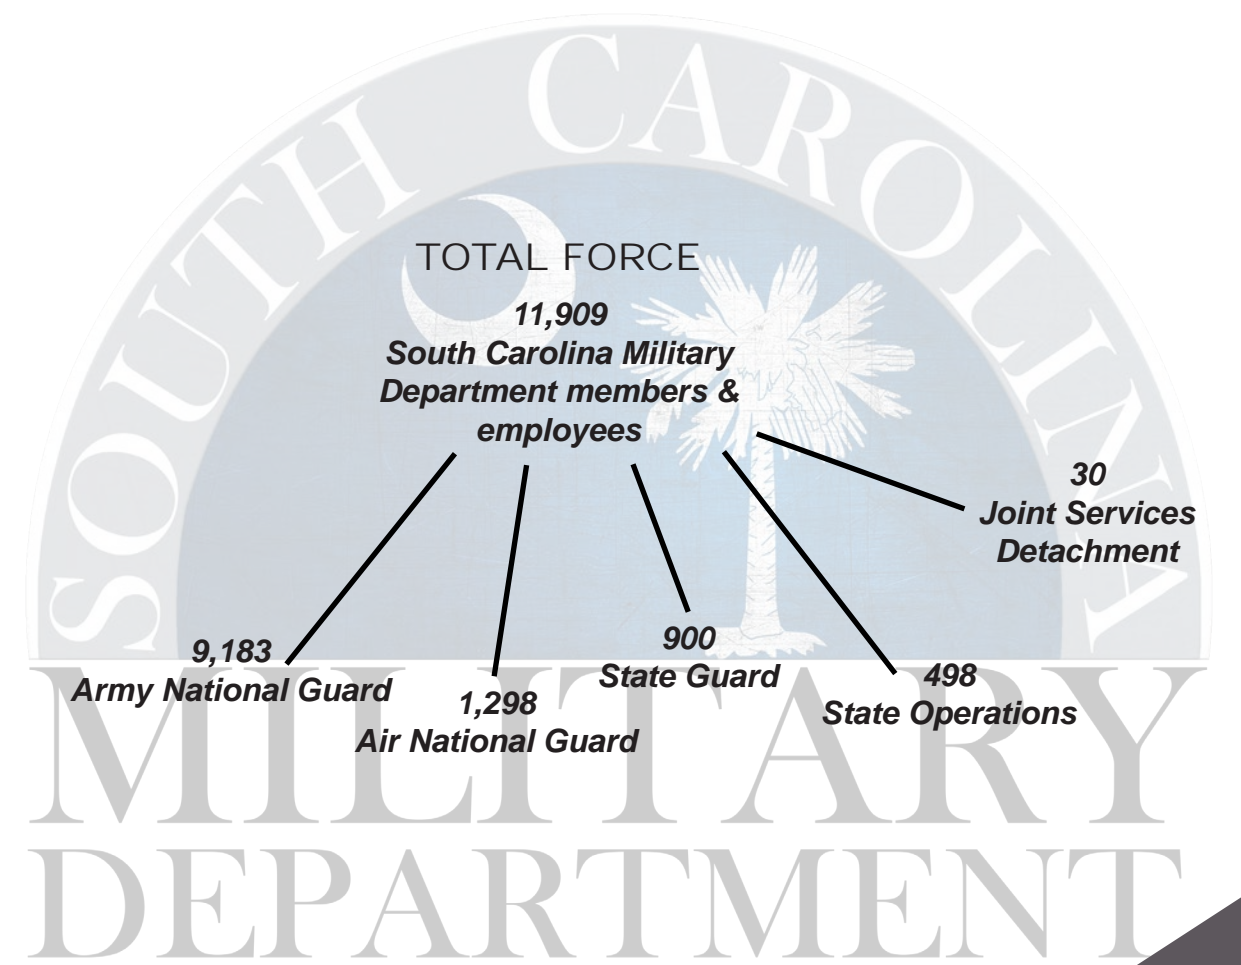 SOUTH CAROLINA
TOTAL FORCE
11,909
South Carolina Military
Department members &
employees
30
Joint Services
Detachment
9,183
Army National Guard
1,298
Air National Guard
900
State Guard
498
State Operations
MILITARY
DEPARTMENT